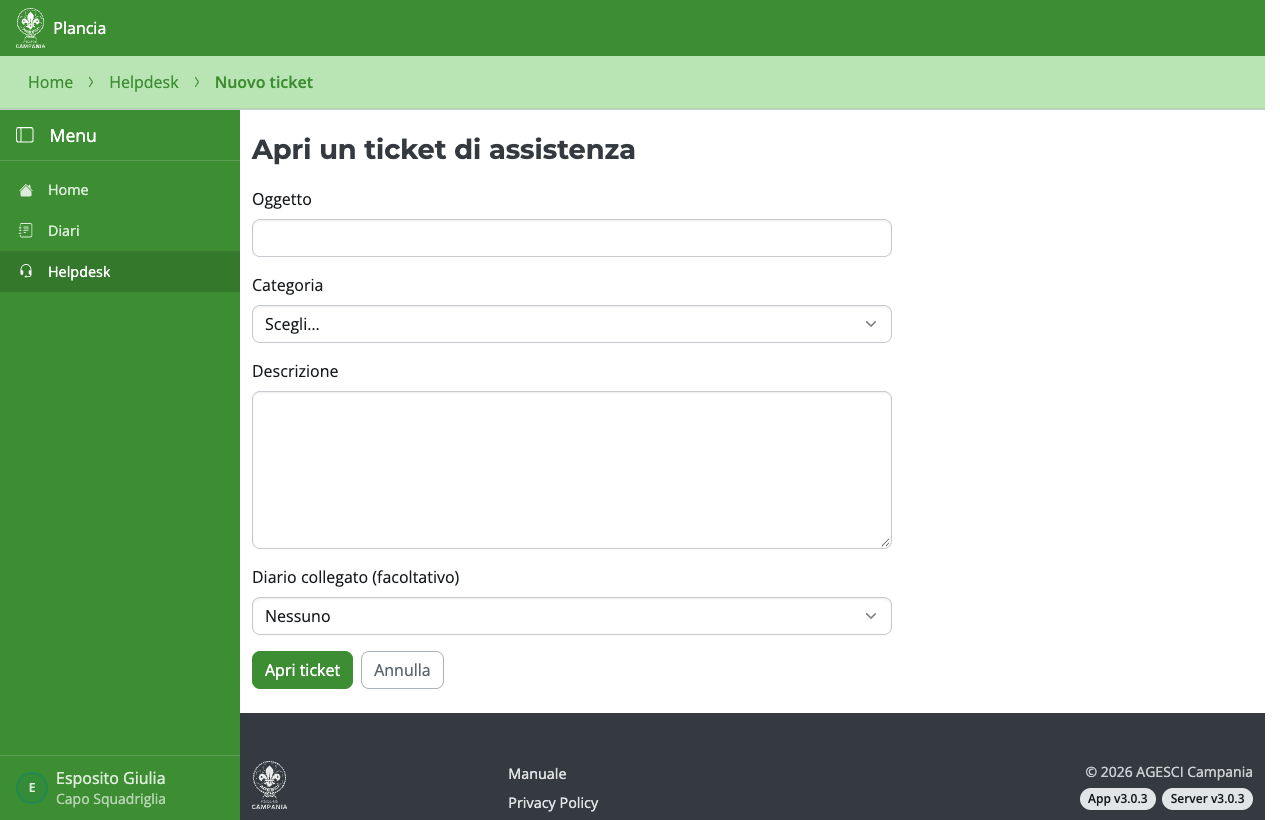 CAMPANIA
Plancia
Home > Helpdesk > Nuovo ticket
Menu
Home
Diari
Helpdesk
Apri un ticket di assistenza
Oggetto
Categoria
Scegli...
Descrizione
Diario collegato (facoltativo)
Nessuno
Apri ticket
Annulla
E
Esposito Giulia
Capo Squadriglia
CAMPANIA
Manuale
Privacy Policy
© 2026 AGESCI Campania
App v3.0.3
Server v3.0.3